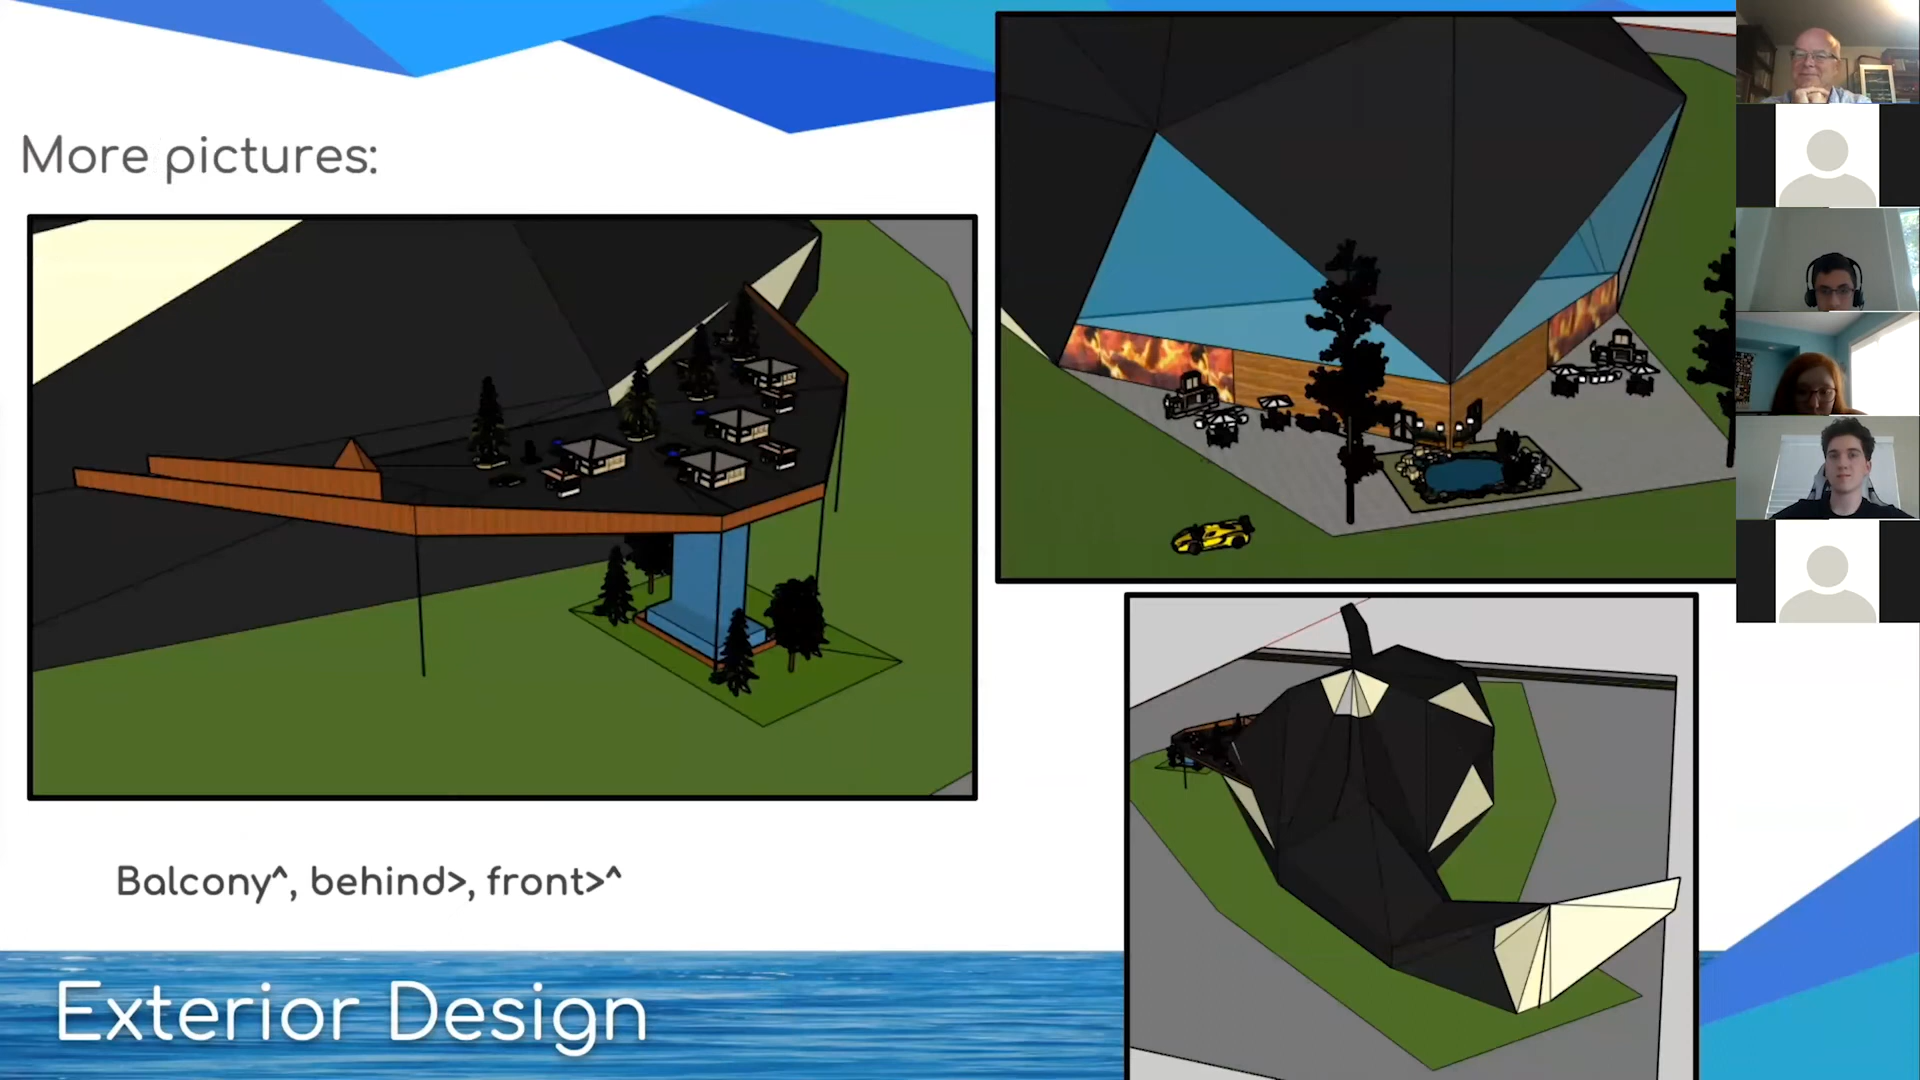 More pictures:
Balcony^, behind>, front>^
Exterior Design